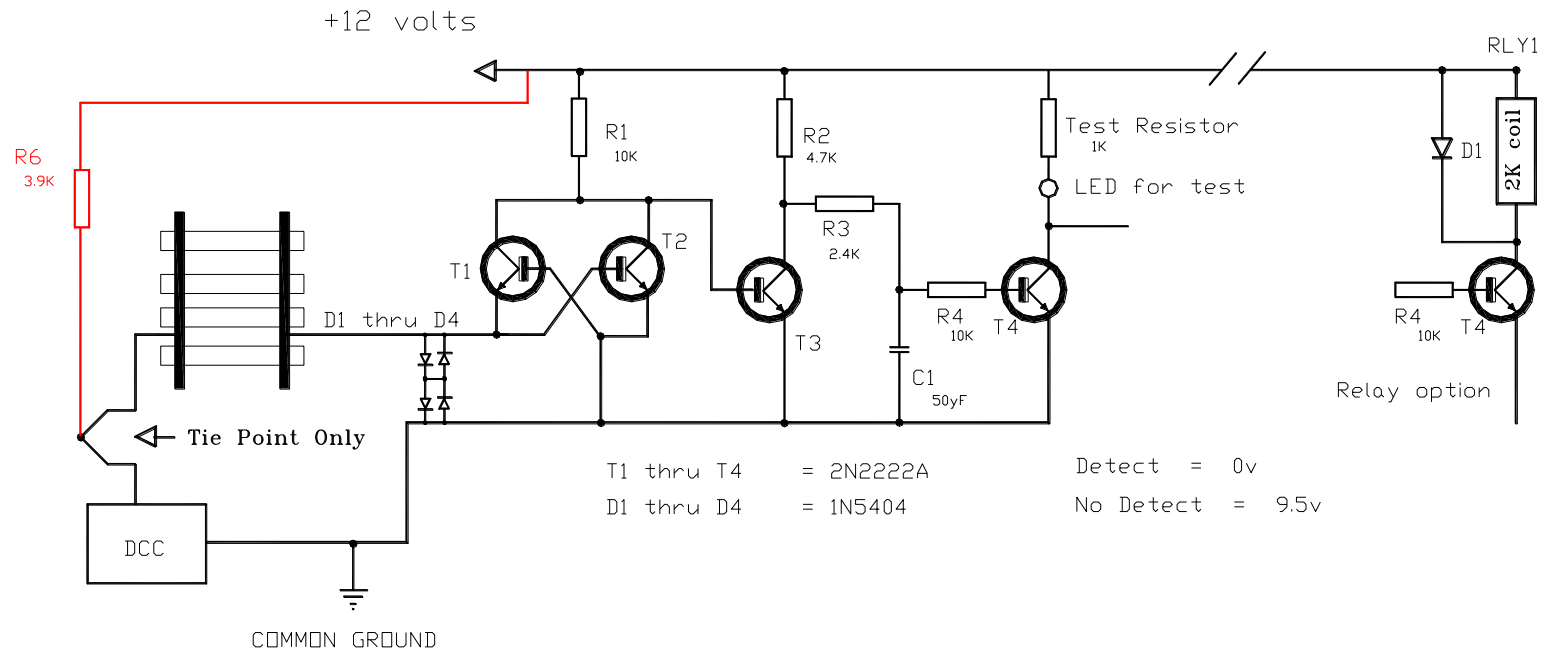 +12 volts
RLY1
R1
10K
R2
4.7K
Test Resistor
1K
D1
2K coil
R6
3.9K
LED for test
T1
T2
R3
2.4K
D1 thru D4
R4
10K
T4
T3
R4
10K
T4
C1
50yF
Relay option
Tie Point Only
T1 thru T4 = 2N2222A
D1 thru D4 = 1N5404
Detect = 0v
No Detect = 9.5v
DCC
COMMON GROUND